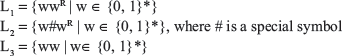 L₁ = {wwᴿ | w ∈ {0, 1}*}
L₂ = {w#wᴿ | w ∈ {0, 1}*}, where # is a special symbol
L₃ = {ww | w∈ {0, 1}*}